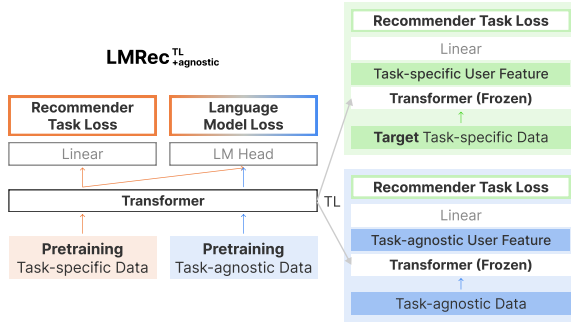 LMRec TL +agnostic
Recommender
Task Loss
Language
Model Loss
Linear
LM Head
Transformer
Pretraining
Task-specific Data
Pretraining
Task-agnostic Data
TL
Recommender Task Loss
Linear
Task-specific User Feature
Transformer (Frozen)
Target Task-specific Data
Recommender Task Loss
Linear
Task-agnostic User Feature
Transformer (Frozen)
Task-agnostic Data